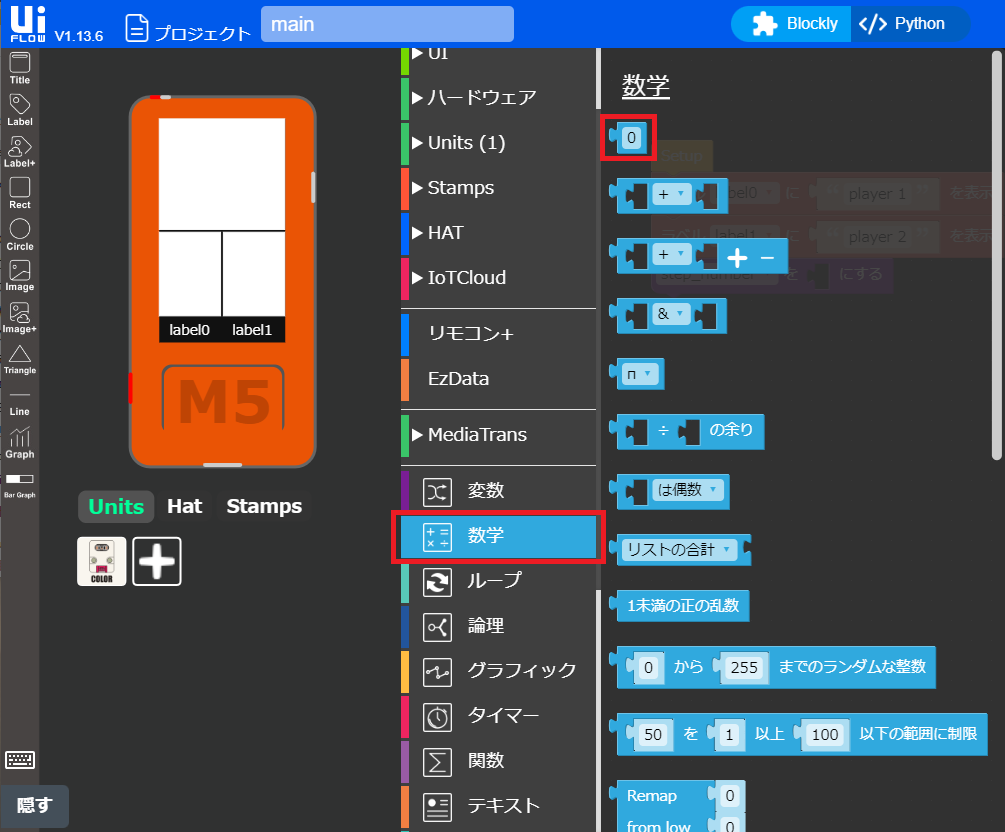 Ui FLOW V1.13.6 プロジェクト main Blockly </> Python
Title
Label
Label+
Rect
Circle
Image
Image+
Triangle
Line
Graph
Bar Graph
隠す
label0 label1
M5
Units Hat Stamps
COLOR
UI
ハードウェア
Units (1)
Stamps
HAT
IoTCloud
リモコン+
EzData
MediaTrans
変数
数学
ループ
論理
グラフィック
タイマー
関数
テキスト
数学
0
Setup
+
label0 に player 1 を表示
ラベル label1 に player 2 を表示
+ + −
step_number を にする
&
π
÷ の余り
は偶数
リストの合計
1未満の正の乱数
0 から 255 までのランダムな整数
50 を 1 以上 100 以下の範囲に制限
Remap 0
from low 0